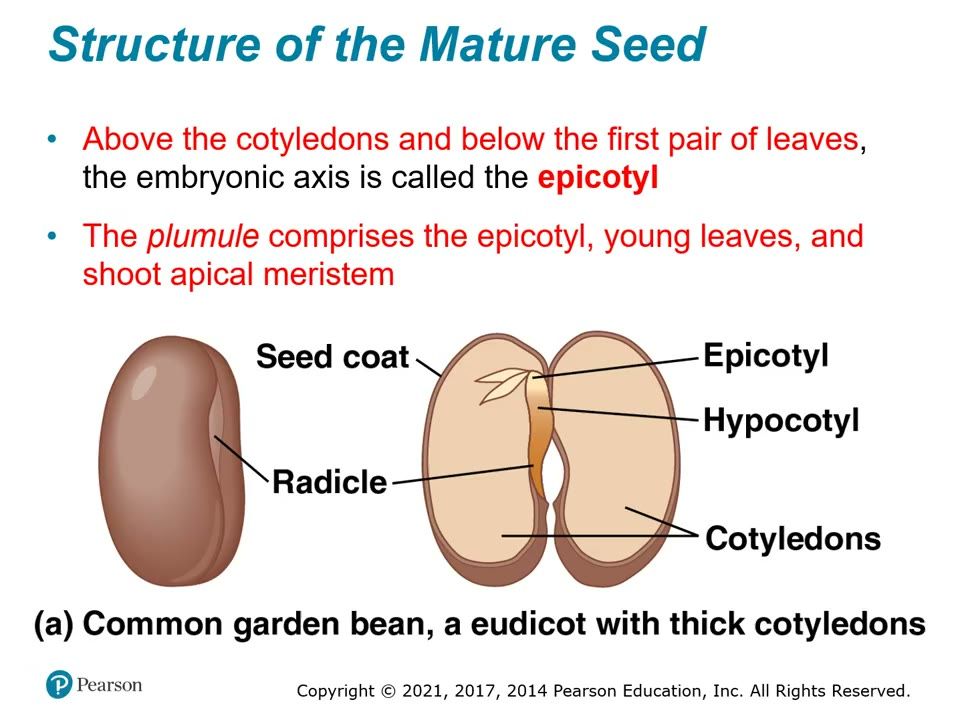 Structure of the Mature Seed
• Above the cotyledons and below the first pair of leaves,
the embryonic axis is called the epicotyl
• The plumule comprises the epicotyl, young leaves, and
shoot apical meristem
Seed coat
Epicotyl
Hypocotyl
Radicle
Cotyledons
(a) Common garden bean, a eudicot with thick cotyledons
Pearson
Copyright © 2021, 2017, 2014 Pearson Education, Inc. All Rights Reserved.